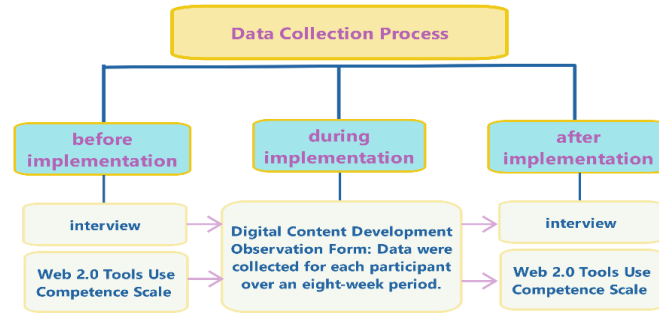 Data Collection Process
before
implementation
during
implementation
after
implementation
interview
Web 2.0 Tools Use
Competence Scale
Digital Content Development
Observation Form: Data were
collected for each participant
over an eight-week period.
interview
Web 2.0 Tools Use
Competence Scale